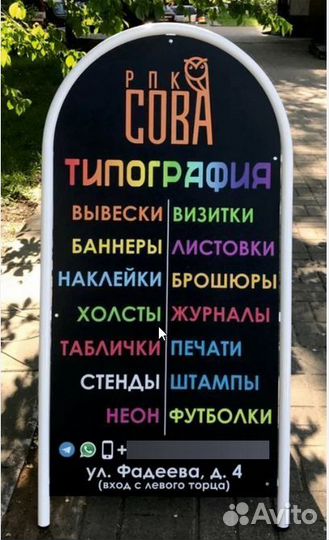 РПК
СОВА
ТИПОГРАФИЯ
ВЫВЕСКИ ВИЗИТКИ
БАННЕРЫ ЛИСТОВКИ
НАКЛЕЙКИ БРОШЮРЫ
ХОЛСТЫ ЖУРНАЛЫ
ТАБЛИЧКИ ПЕЧАТИ
СТЕНДЫ ШТАМПЫ
НЕОН ФУТБОЛКИ
+
ул. Фадеева, д. 4
(вход с левого торца)
Avito